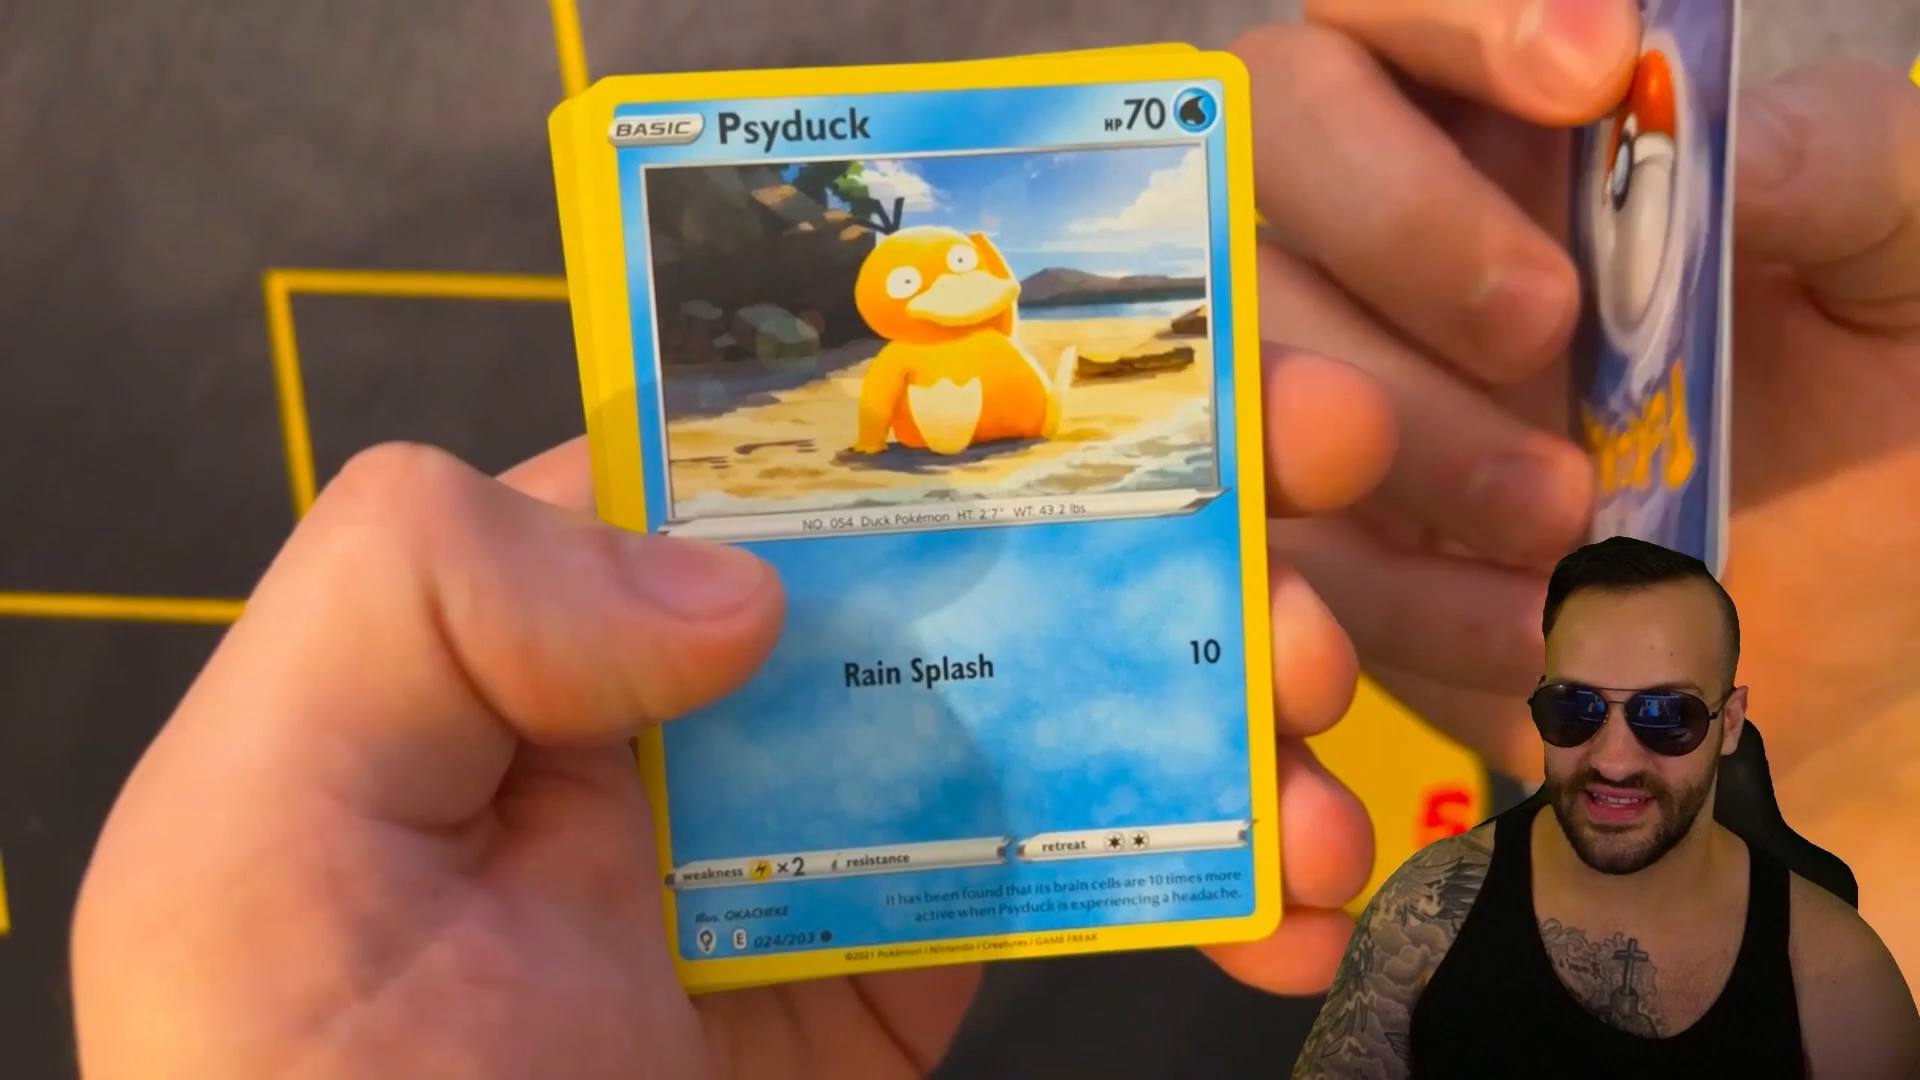 BASIC Psyduck HP 70
NO. 054 Duck Pokémon HT. 2'7" WT. 43.2 lbs
Rain Splash 10
weakness ×2 resistance retreat
It has been found that its brain cells are 10 times more
active when Psyduck is experiencing a headache.
Illus. OKACHEKE
E 024/203
©2021 Pokémon / Nintendo / Creatures / GAME FREAK